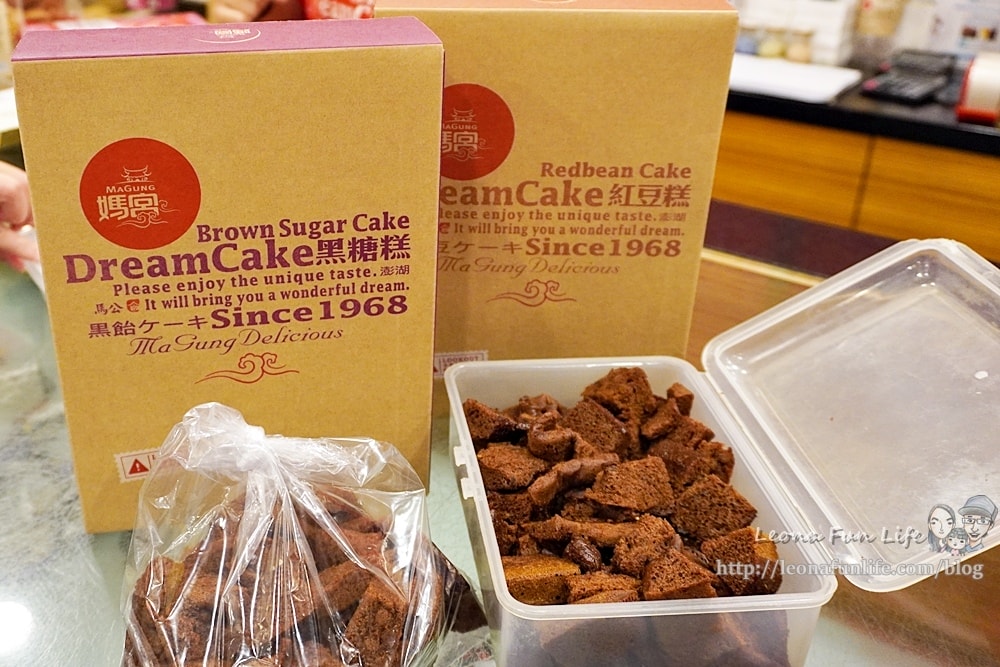 MAGUNG
媽宮
Brown Sugar Cake
DreamCake黑糖糕
Please enjoy the unique taste. 澎湖
馬公 It will bring you a wonderful dream.
黒飴ケーキSince1968
MaGung Delicious
MAGUNG
媽宮
Redbean Cake
eamCake紅豆糕
ease enjoy the unique taste. 澎湖
It will bring you a wonderful dream.
豆ケーキSince1968
MaGung Delicious
Leona Fun Life
http://leonafunlife.com/blog